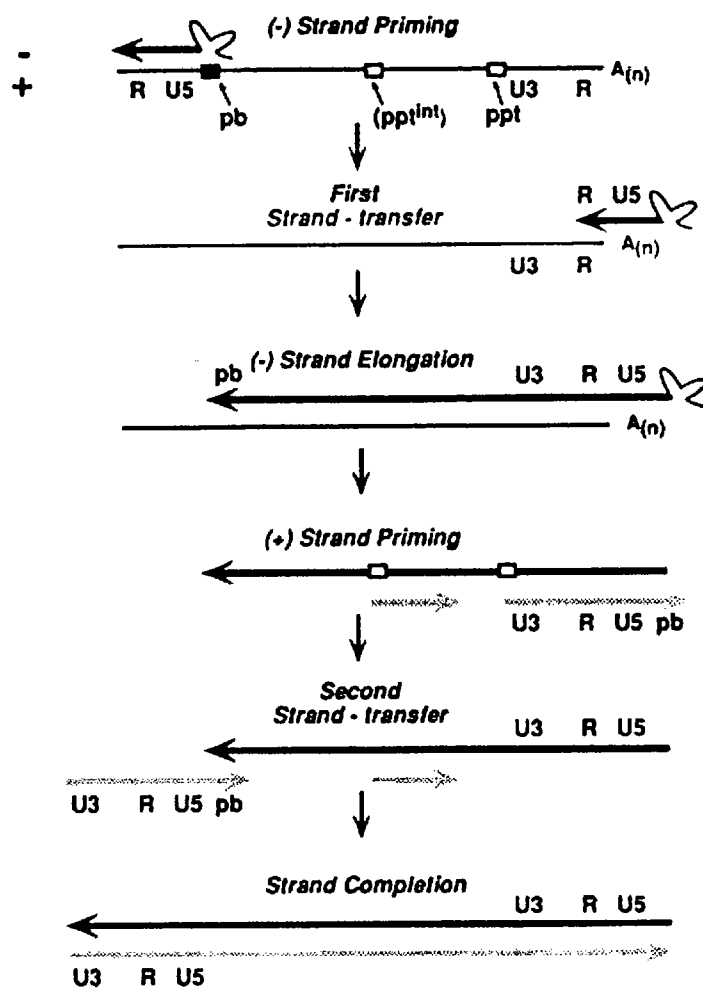 (-) Strand Priming
-
+
A(n)
R U5 U3 R
pb (ppt^int) ppt
First
Strand - transfer
R U5
A(n)
U3 R
(-) Strand Elongation
pb U3 R U5
A(n)
(+) Strand Priming
U3 R U5 pb
Second
Strand - transfer
U3 R U5
U3 R U5 pb
Strand Completion
U3 R U5
U3 R U5